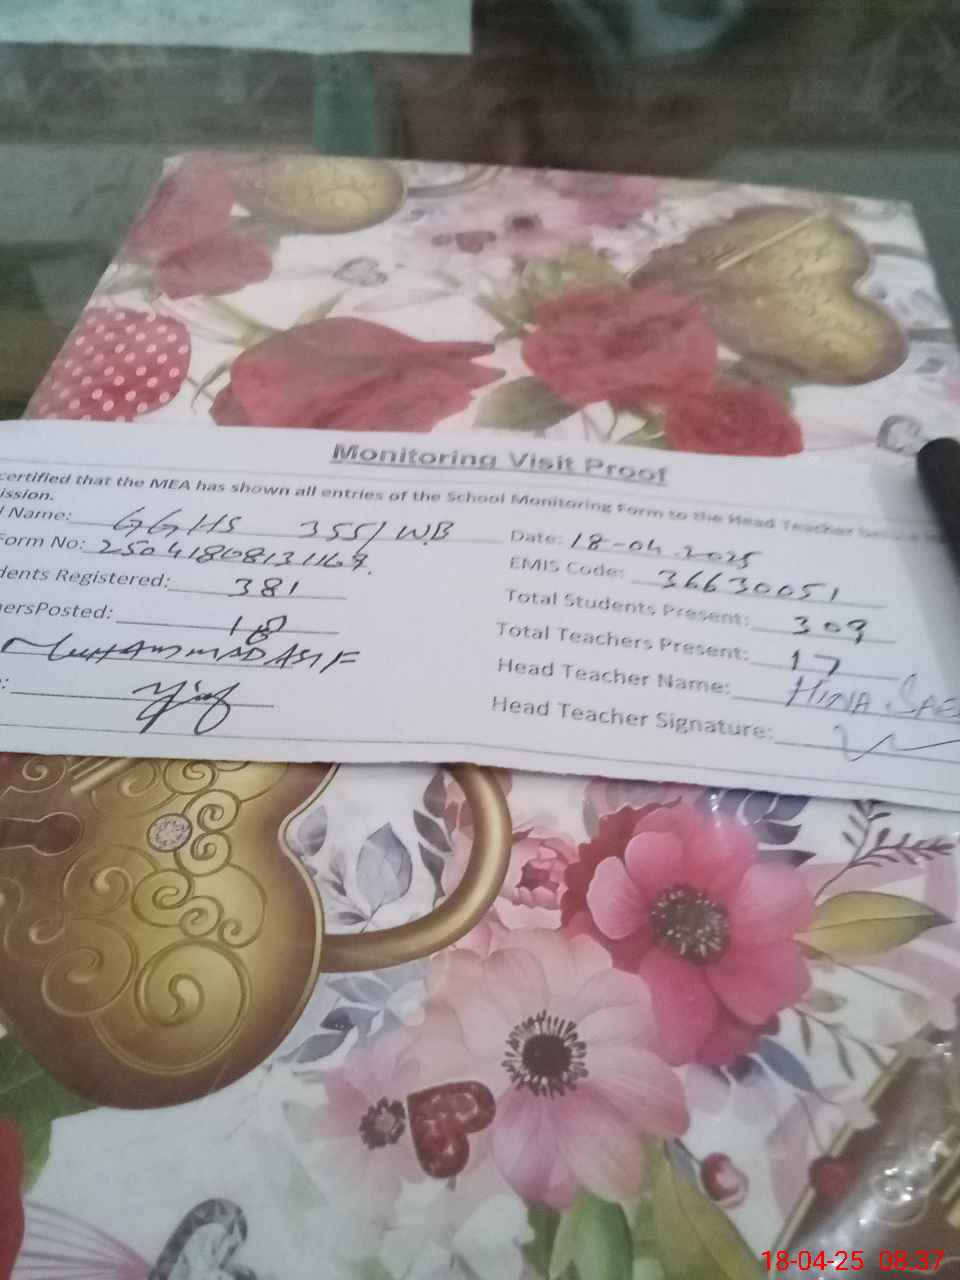 Monitoring Visit Proof
certified that the MEA has shown all entries of the School Monitoring Form to the Head Teacher
ission.
l Name: GGHS 355/WB
Date: 18-04-2025
Form No:
EMIS Code: 36630051
dents Registered: 381
Total Students Present: 309
hersPosted: 18
Total Teachers Present: 17
MUHAMMAD ASIF
Head Teacher Name: HINA
Head Teacher Signature:
18-04-25 08:37